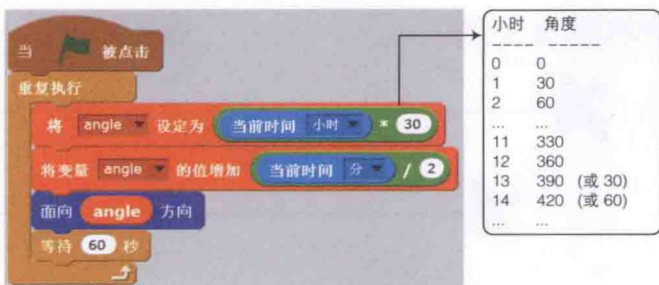 当 被点击
重复执行
将 angle 设定为 当前时间 小时 * 30
将变量 angle 的值增加 当前时间 分 / 2
面向 angle 方向
等待 60 秒
小时 角度
---- -----
0 0
1 30
2 60
... ...
11 330
12 360
13 390 (或 30)
14 420 (或 60)
... ...